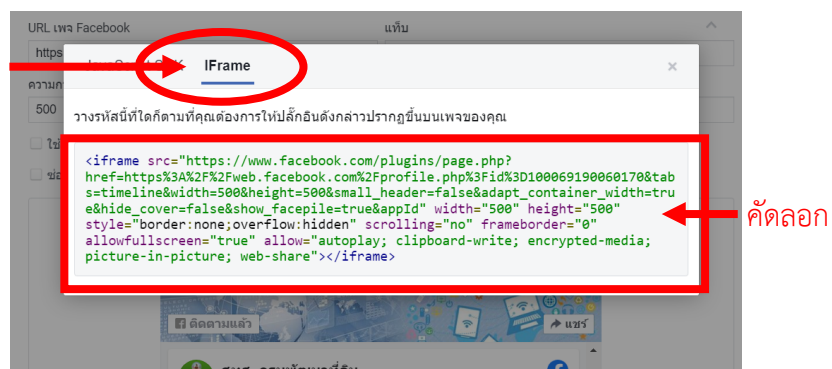 URL เพจ Facebook
แท็บ
https
IFrame
500
วางรหัสนี้ที่ใดก็ตามที่คุณต้องการให้ปลั๊กอินดังกล่าวปรากฏขึ้นบนเพจของคุณ
<iframe src="https://www.facebook.com/plugins/page.php?
href=https%3A%2F%2Fweb.facebook.com%2Fprofile.php%3Fid%3D100069190060170&tab
s=timeline&width=500&height=500&small_header=false&adapt_container_width=tru
e&hide_cover=false&show_facepile=true&appId" width="500" height="500"
style="border:none;overflow:hidden" scrolling="no" frameborder="0"
allowfullscreen="true" allow="autoplay; clipboard-write; encrypted-media;
picture-in-picture; web-share"></iframe>
คัดลอก
ติดตามแล้ว
แชร์